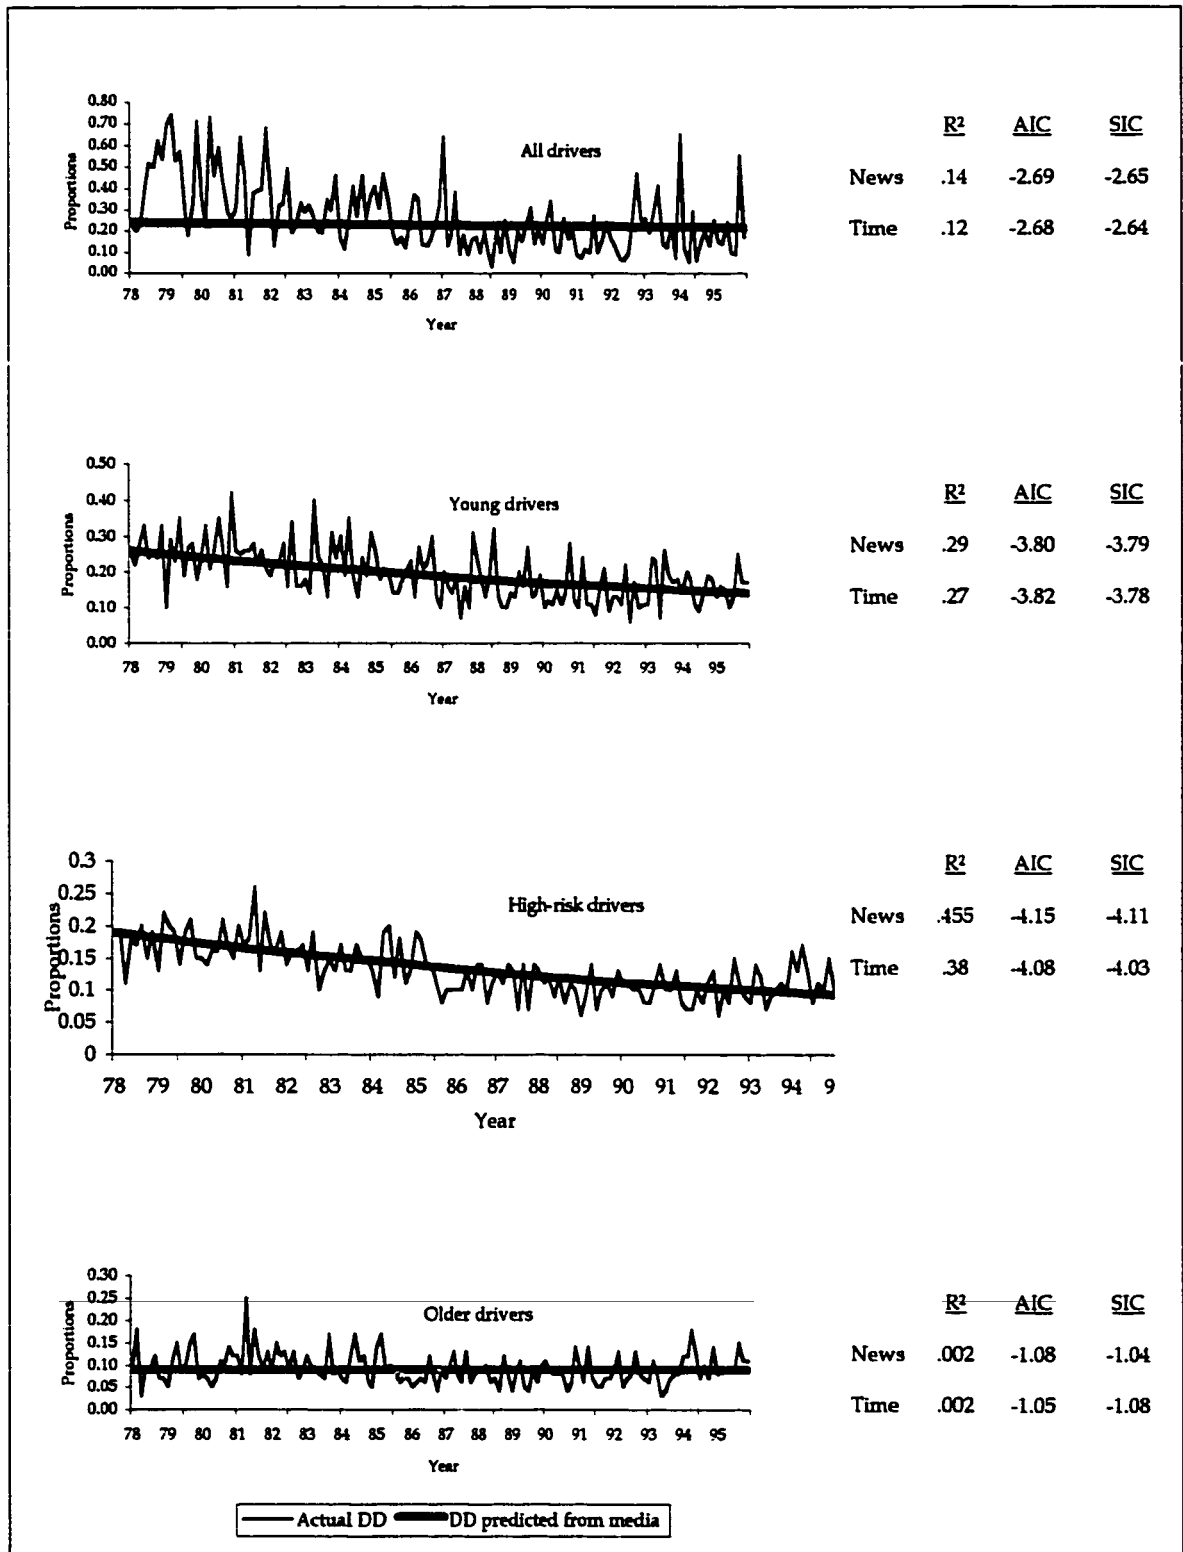 All drivers
0.80
0.70
0.60
0.50
0.40
0.30
0.20
0.10
0.00
Proportions
78 79 80 81 82 83 84 85 86 87 88 89 90 91 92 93 94 95
Year
R² AIC SIC
News .14 -2.69 -2.65
Time .12 -2.68 -2.64
Young drivers
0.50
0.40
0.30
0.20
0.10
0.00
Proportions
78 79 80 81 82 83 84 85 86 87 88 89 90 91 92 93 94 95
Year
R² AIC SIC
News .29 -3.80 -3.79
Time .27 -3.82 -3.78
High-risk drivers
0.3
0.25
0.2
0.15
0.1
0.05
0
Proportions
78 79 80 81 82 83 84 85 86 87 88 89 90 91 92 93 94 9
Year
R² AIC SIC
News .455 -4.15 -4.11
Time .38 -4.08 -4.03
Older drivers
0.30
0.25
0.20
0.15
0.10
0.05
0.00
Proportions
78 79 80 81 82 83 84 85 86 87 88 89 90 91 92 93 94 95
Year
R² AIC SIC
News .002 -1.08 -1.04
Time .002 -1.05 -1.08
Actual DD DD predicted from media